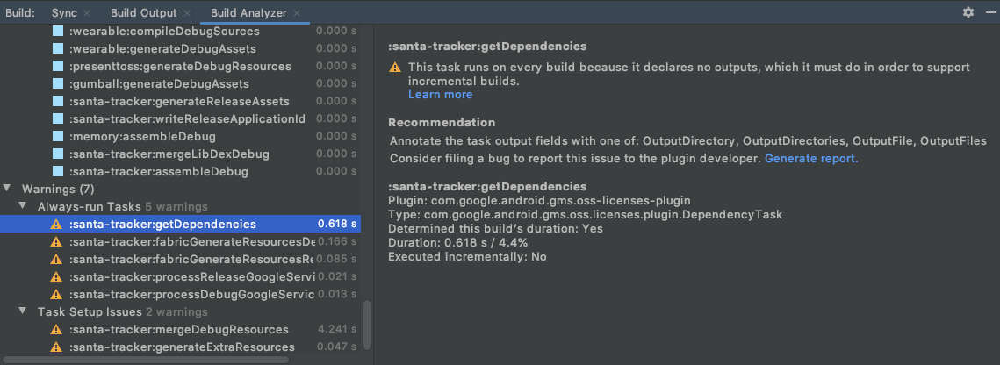 Build: Sync Build Output Build Analyzer
:wearable:compileDebugSources 0.000 s
:wearable:generateDebugAssets 0.000 s
:presenttoss:generateDebugResources 0.000 s
:gumball:generateDebugAssets 0.000 s
:santa-tracker:generateReleaseAssets 0.000 s
:santa-tracker:writeReleaseApplicationId 0.000 s
:memory:assembleDebug 0.000 s
:santa-tracker:mergeLibDexDebug 0.000 s
:santa-tracker:assembleDebug 0.000 s
Warnings (7)
Always-run Tasks 5 warnings
:santa-tracker:getDependencies 0.618 s
:santa-tracker:fabricGenerateResourcesDe 0.166 s
:santa-tracker:fabricGenerateResourcesRe 0.085 s
:santa-tracker:processReleaseGoogleServi 0.021 s
:santa-tracker:processDebugGoogleServic 0.013 s
Task Setup Issues 2 warnings
:santa-tracker:mergeDebugResources 4.241 s
:santa-tracker:generateExtraResources 0.047 s
:santa-tracker:getDependencies
This task runs on every build because it declares no outputs, which it must do in order to support
incremental builds.
Learn more
Recommendation
Annotate the task output fields with one of: OutputDirectory, OutputDirectories, OutputFile, OutputFiles
Consider filing a bug to report this issue to the plugin developer. Generate report.
:santa-tracker:getDependencies
Plugin: com.google.android.gms.oss-licenses-plugin
Type: com.google.android.gms.oss.licenses.plugin.DependencyTask
Determined this build's duration: Yes
Duration: 0.618 s / 4.4%
Executed incrementally: No